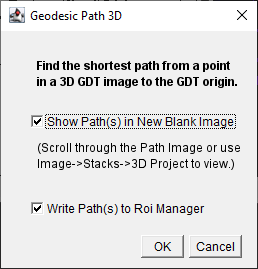 Geodesic Path 3D
Find the shortest path from a point
in a 3D GDT image to the GDT origin.
Show Path(s) in New Blank Image
(Scroll through the Path Image or use
Image->Stacks->3D Project to view.)
Write Path(s) to Roi Manager
OK Cancel